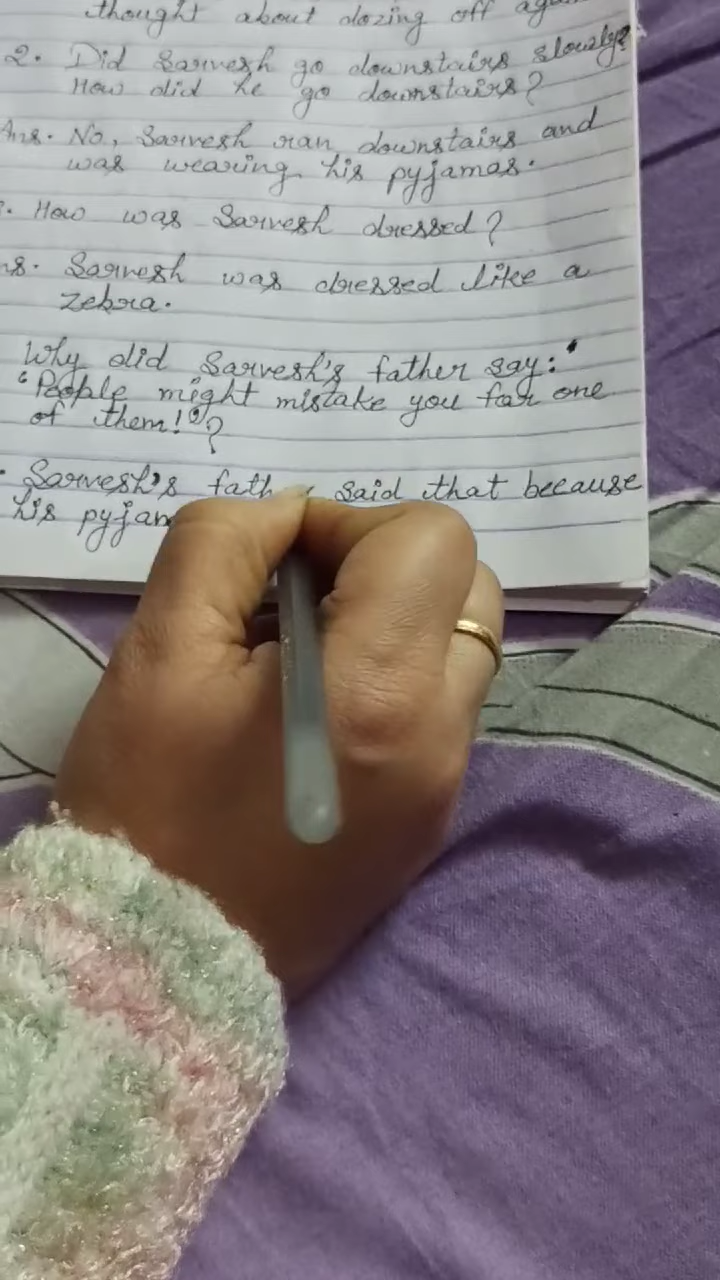 thought about dozing off
2. Did Sarvesh go downstairs slowly?
How did he go downstairs?
Ans. No, Sarvesh ran downstairs and
was wearing his pyjamas.
. How was Sarvesh dressed?
ns. Sarvesh was dressed like a
zebra.
Why did Sarvesh's father say:
"People might mistake you for one
of them!"?
. Sarvesh's fath said that because
his pyjam